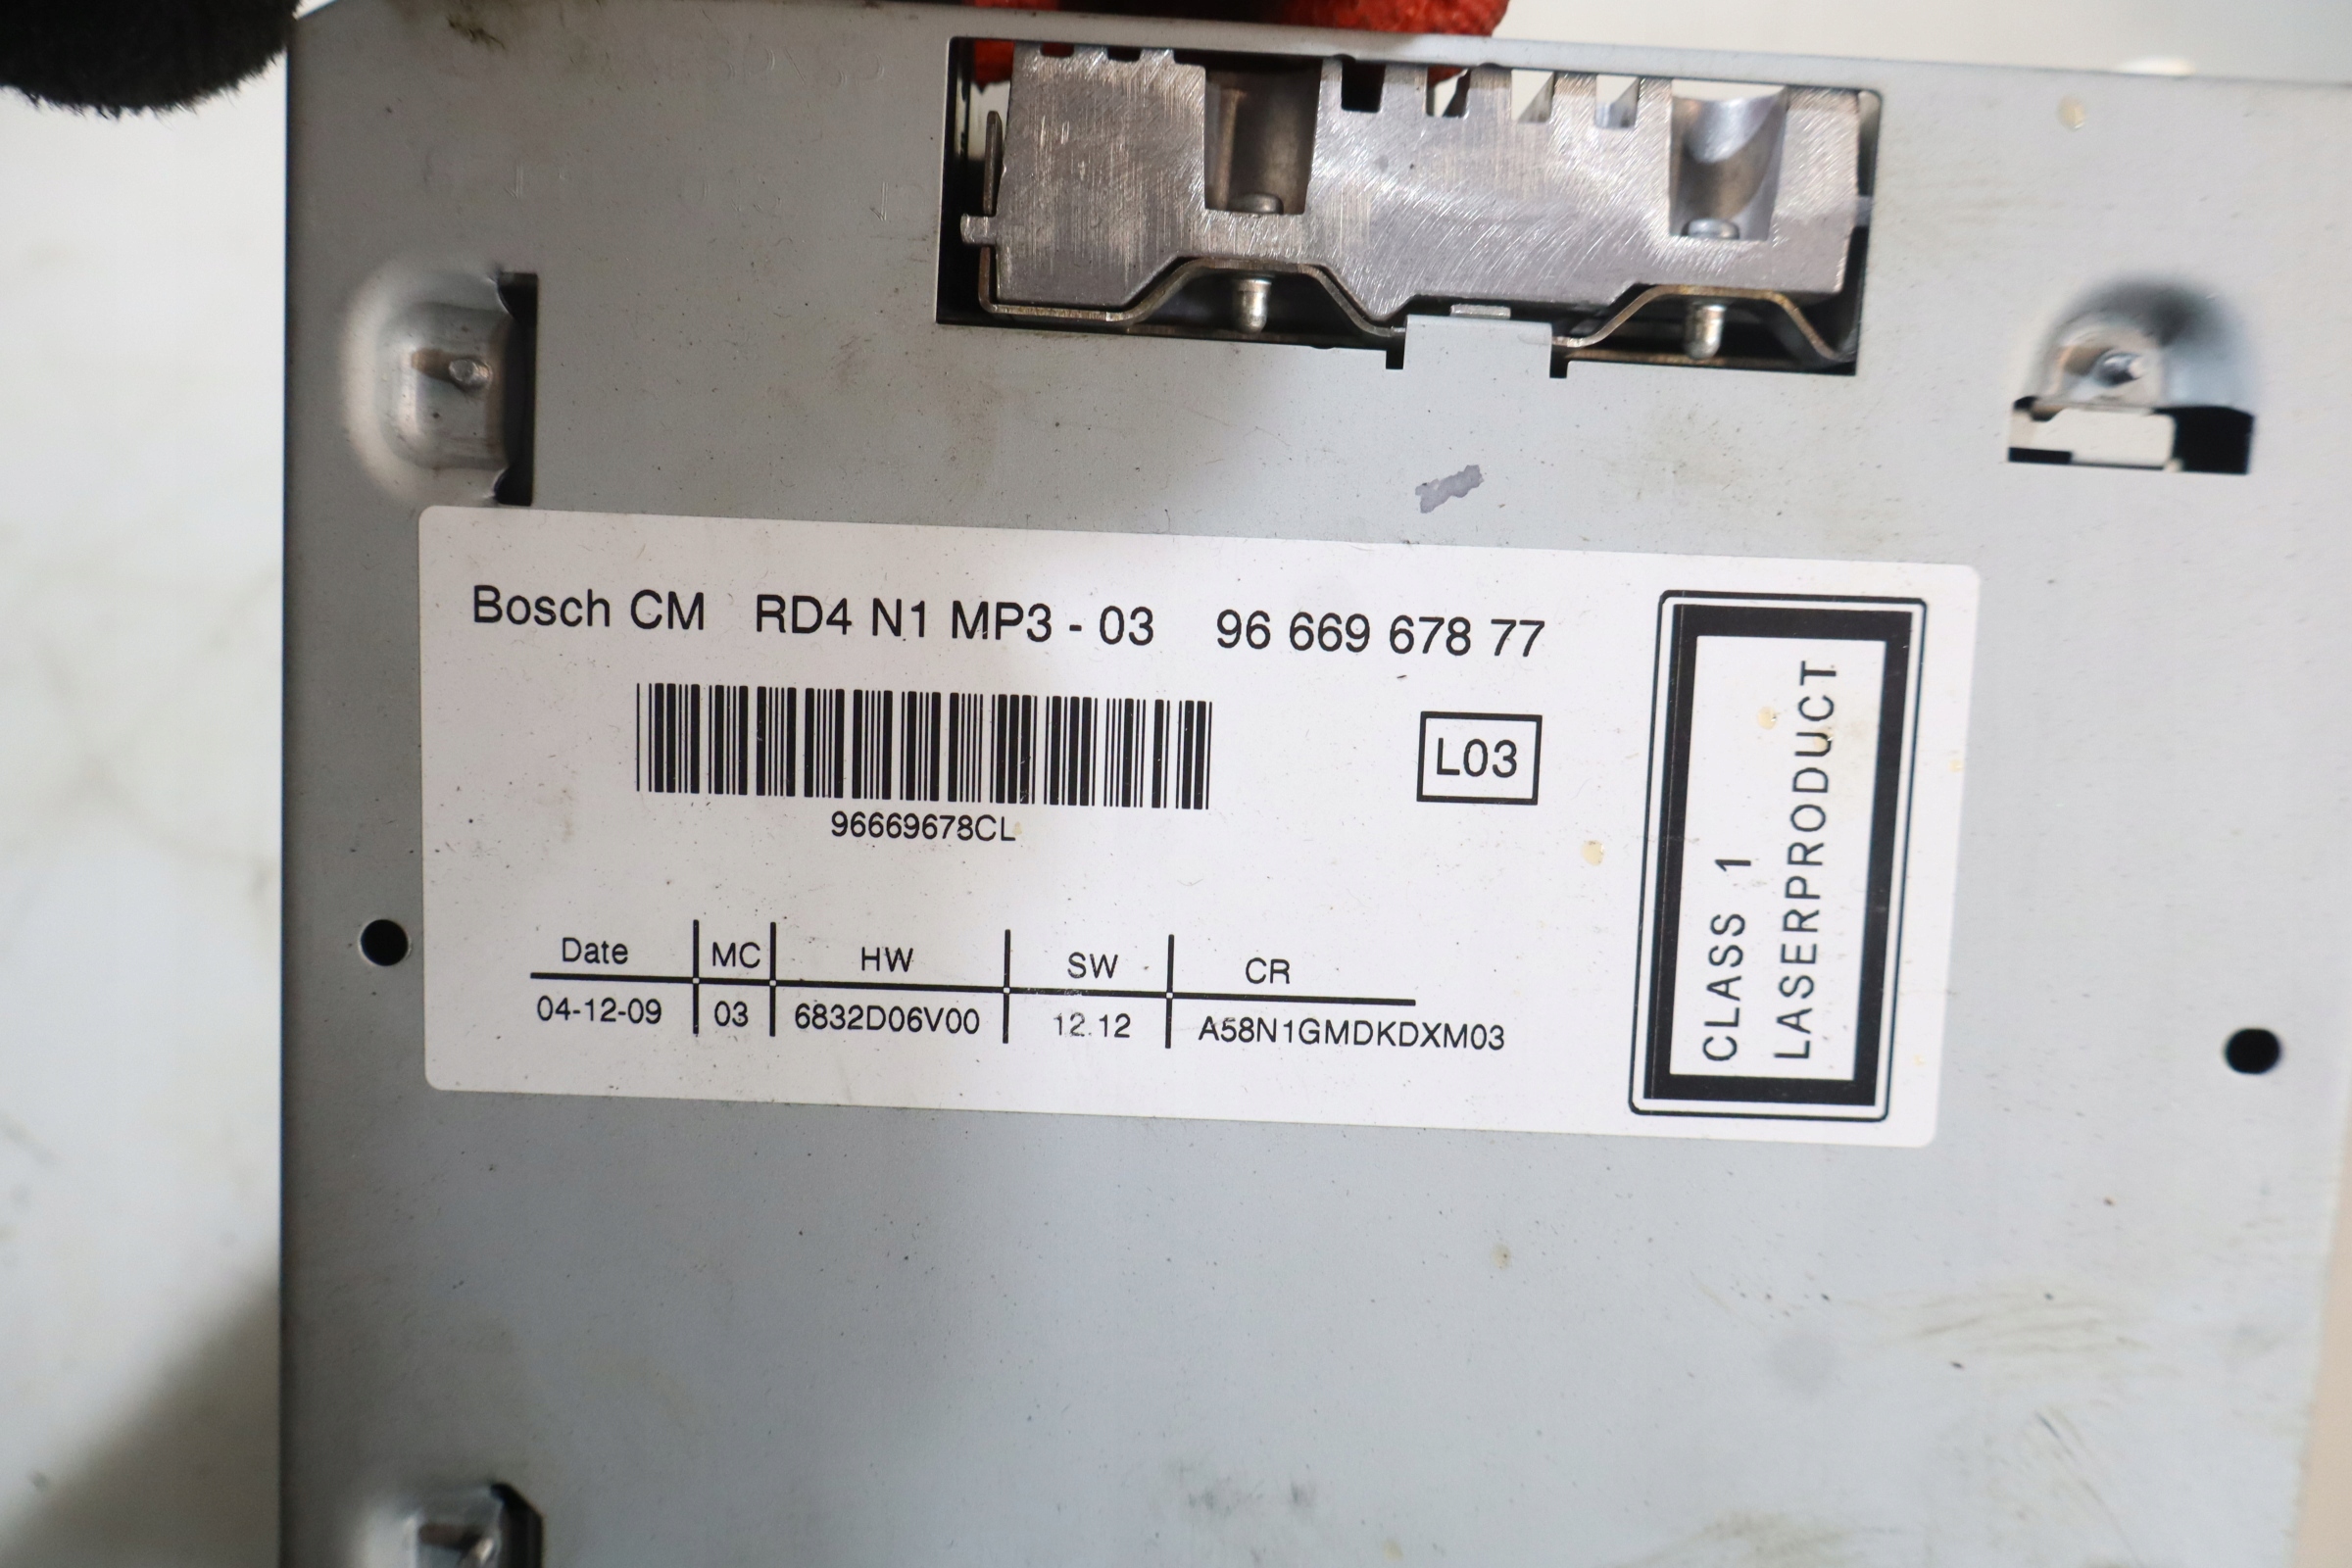 Bosch CM RD4 N1 MP3 - 03 96 669 678 77
L03
96669678CL
Date MC HW SW CR
04-12-09 03 6832D06V00 12.12 A58N1GMDKDXM03
CLASS 1
LASERPRODUCT